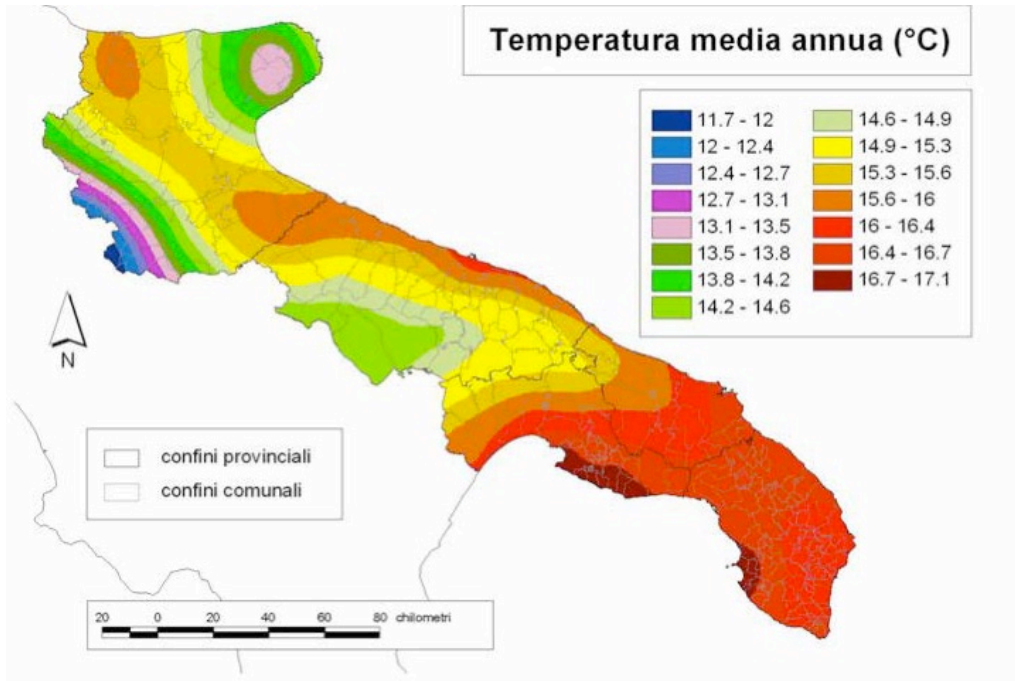 Temperatura media annua (°C)
11.7 - 12
12 - 12.4
12.4 - 12.7
12.7 - 13.1
13.1 - 13.5
13.5 - 13.8
13.8 - 14.2
14.2 - 14.6
14.6 - 14.9
14.9 - 15.3
15.3 - 15.6
15.6 - 16
16 - 16.4
16.4 - 16.7
16.7 - 17.1
N
confini provinciali
confini comunali
20 0 20 40 60 80 chilometri